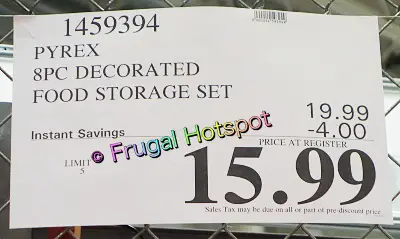 1459394
PYREX
8PC DECORATED
FOOD STORAGE SET
19.99
Instant Savings -4.00
© Frugal Hotspot
PRICE AT REGISTER
LIMIT
5
15.99
Sales Tax may be due on all or part of pre-discount price